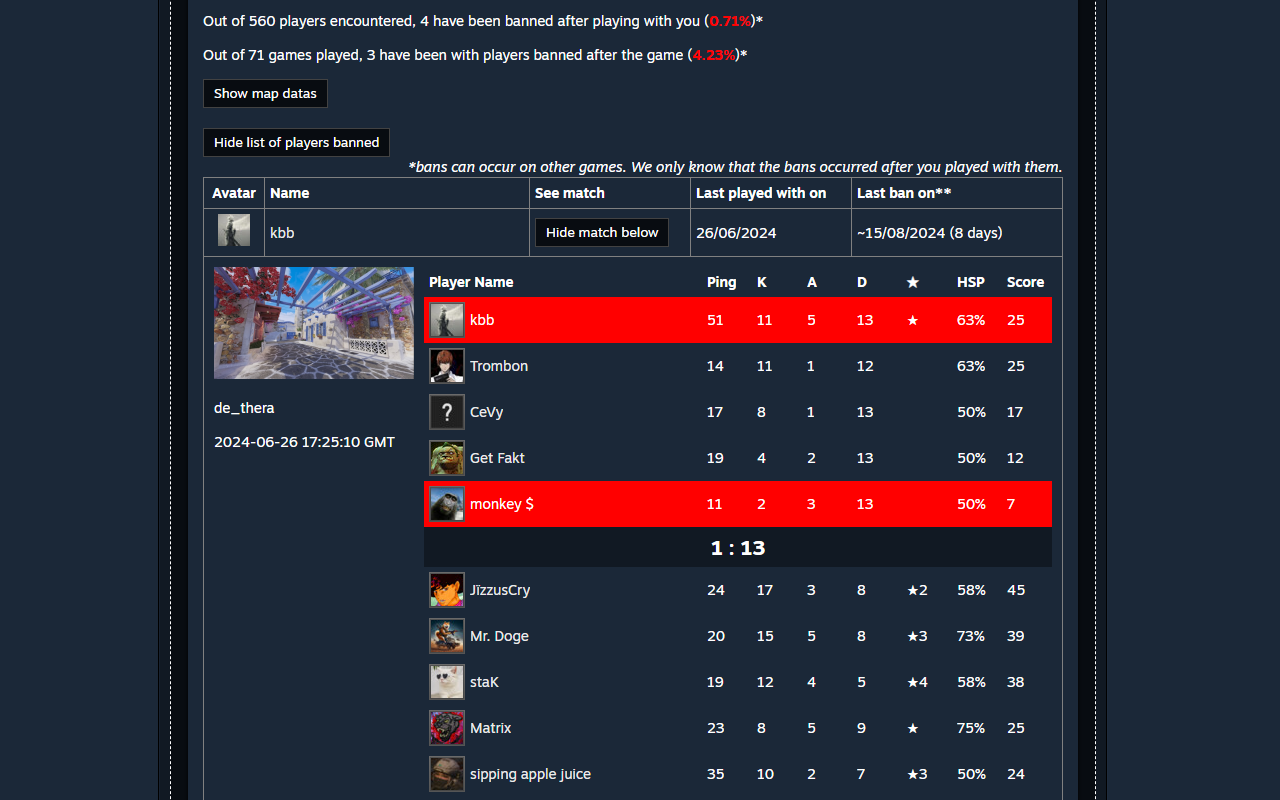 Out of 560 players encountered, 4 have been banned after playing with you (0.71%)*
Out of 71 games played, 3 have been with players banned after the game (4.23%)*
Show map datas
Hide list of players banned
*bans can occur on other games. We only know that the bans occurred after you played with them.
Avatar Name See match Last played with on Last ban on**
kbb Hide match below 26/06/2024 ~15/08/2024 (8 days)
Player Name Ping K A D ★ HSP Score
kbb 51 11 5 13 ★ 63% 25
Trombon 14 11 1 12 63% 25
de_thera
CeVy 17 8 1 13 50% 17
2024-06-26 17:25:10 GMT
Get Fakt 19 4 2 13 50% 12
monkey $ 11 2 3 13 50% 7
1 : 13
JïzzusCry 24 17 3 8 ★2 58% 45
Mr. Doge 20 15 5 8 ★3 73% 39
staK 19 12 4 5 ★4 58% 38
Matrix 23 8 5 9 ★ 75% 25
sipping apple juice 35 10 2 7 ★3 50% 24